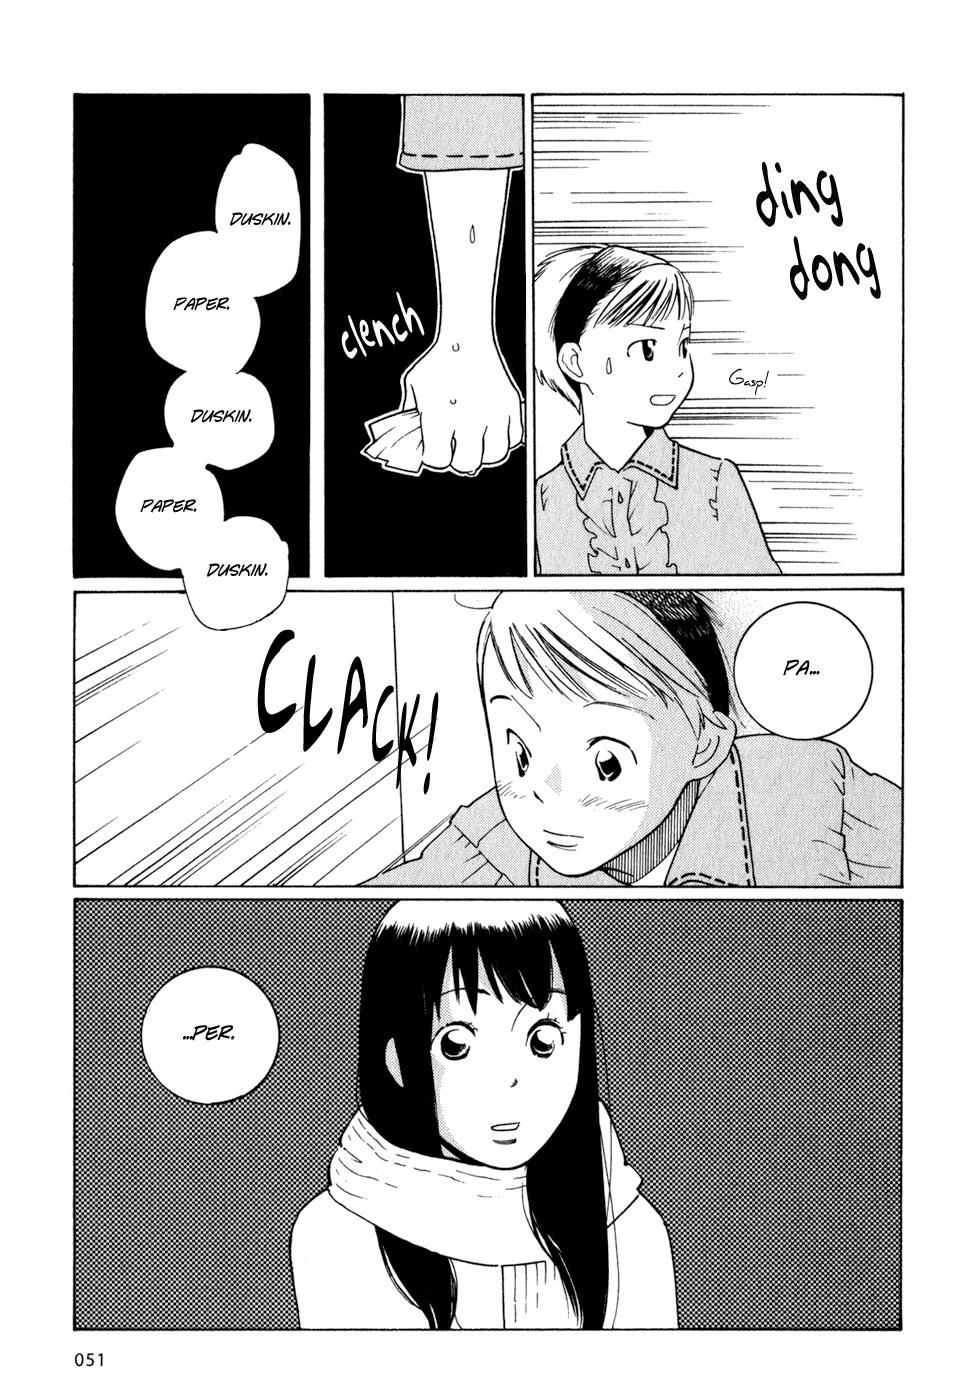 ding
dong
Gasp!
clench
DUSKIN.
PAPER.
DUSKIN.
PAPER.
DUSKIN.
PA...
CLACK!
...PER.
051